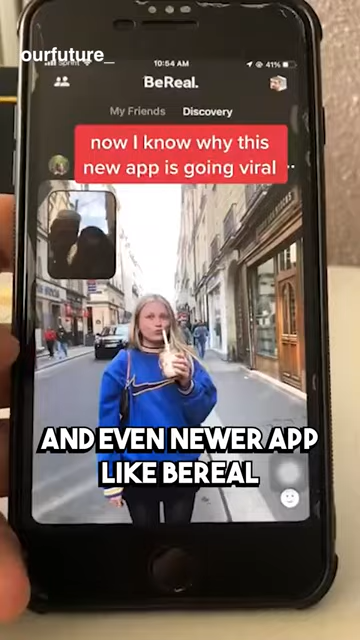 ourfuture_
Sprint
10:54 AM
41%
BeReal.
My Friends
Discovery
now I know why this
new app is going viral
AND EVEN NEWER APP
LIKE BEREAL